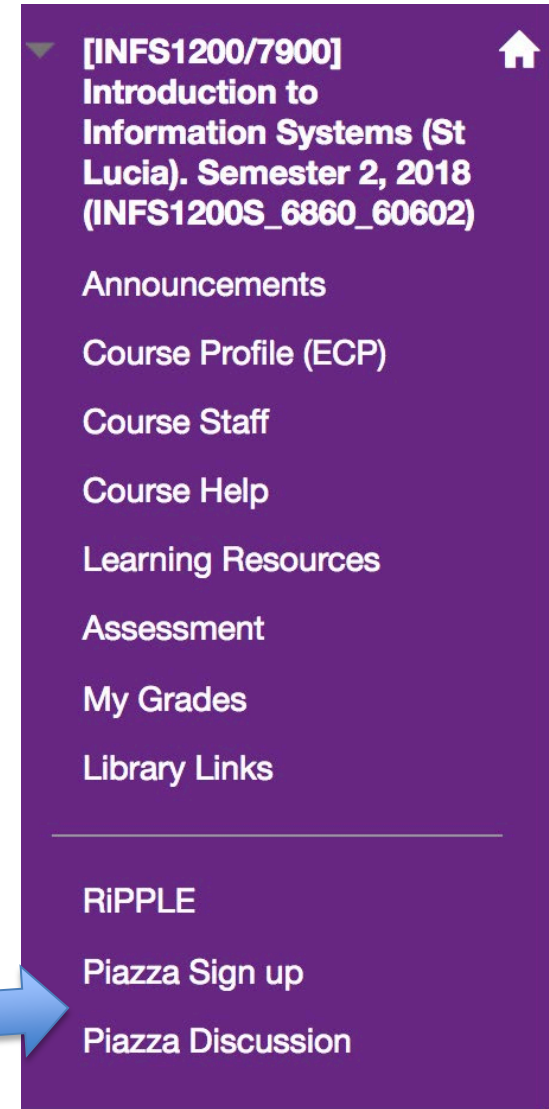 [INFS1200/7900]
Introduction to
Information Systems (St
Lucia). Semester 2, 2018
(INFS1200S_6860_60602)
Announcements
Course Profile (ECP)
Course Staff
Course Help
Learning Resources
Assessment
My Grades
Library Links
RiPPLE
Piazza Sign up
Piazza Discussion